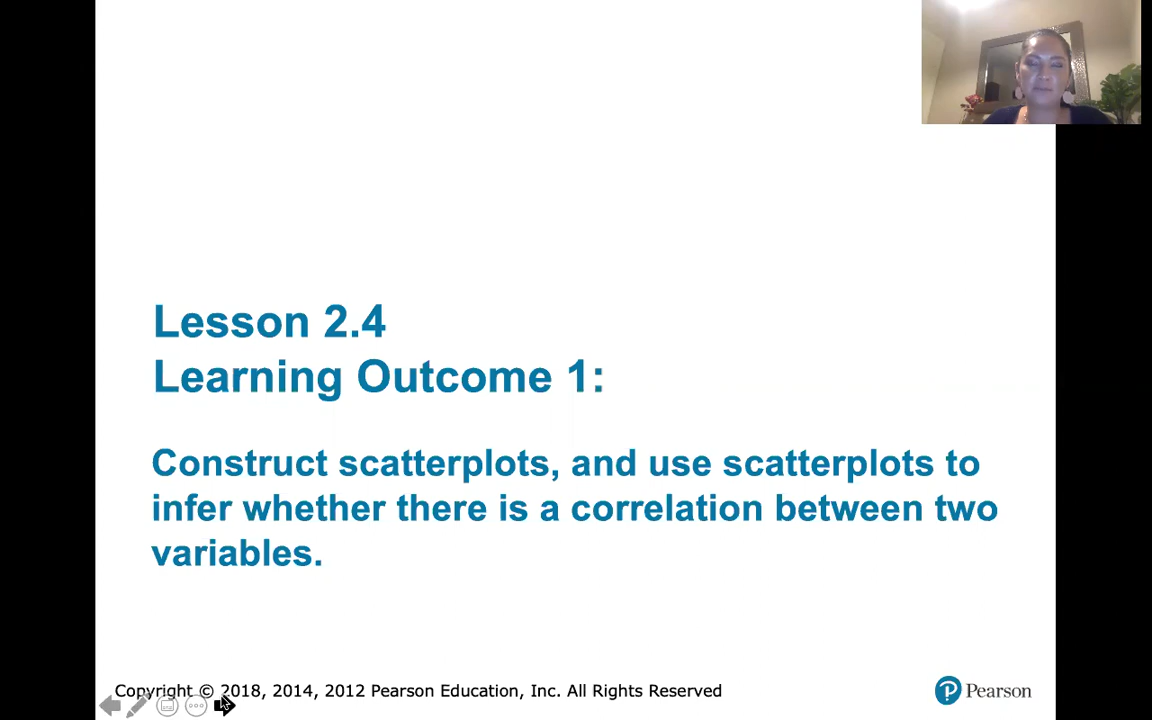 Lesson 2.4
Learning Outcome 1:
Construct scatterplots, and use scatterplots to
infer whether there is a correlation between two
variables.
Copyright © 2018, 2014, 2012 Pearson Education, Inc. All Rights Reserved
P Pearson